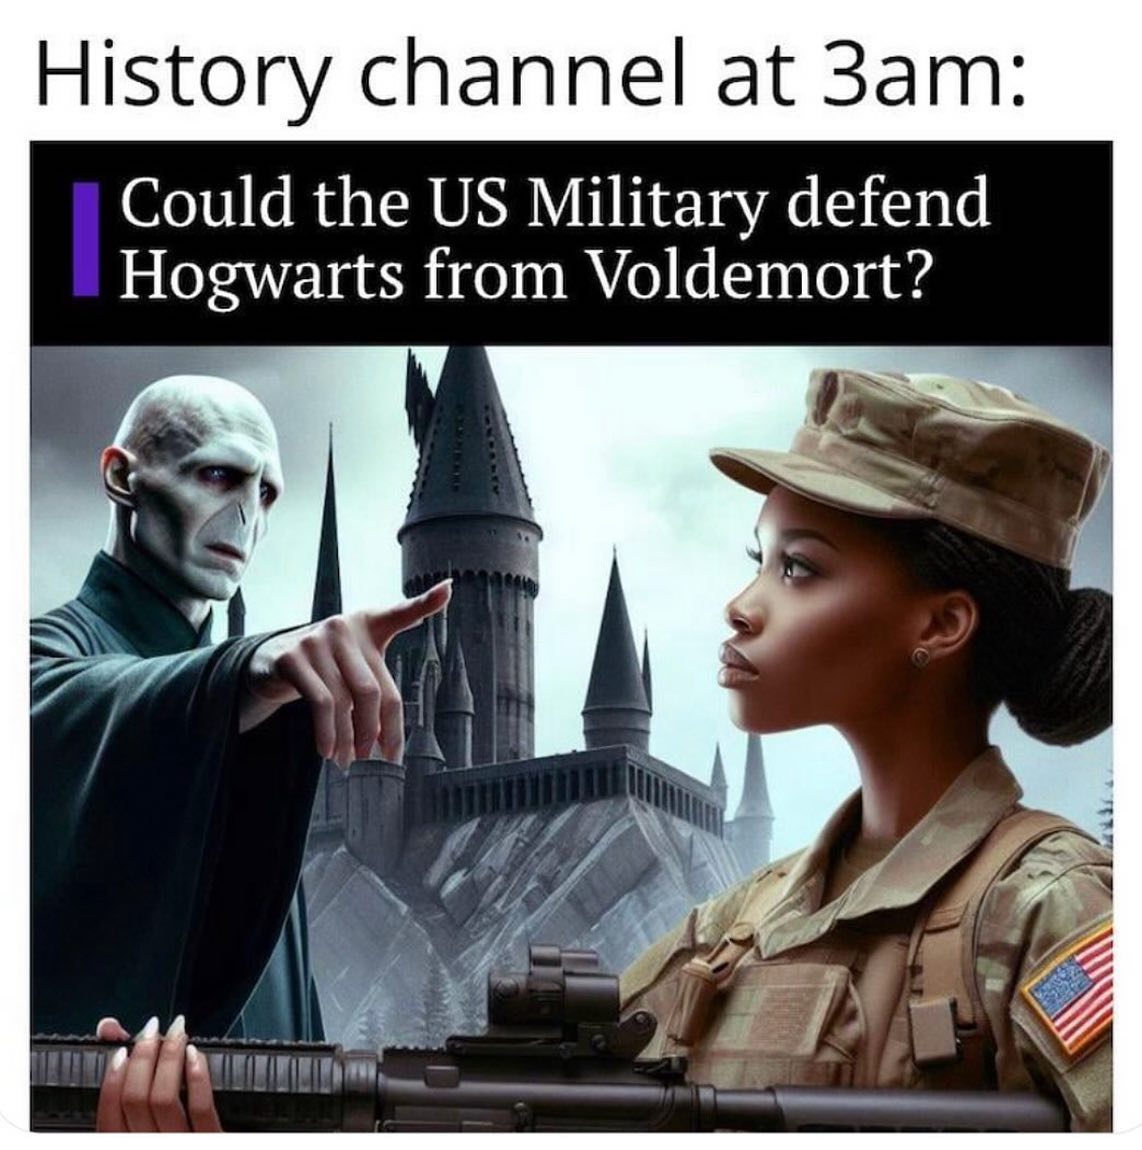 History channel at 3am:
Could the US Military defend
Hogwarts from Voldemort?